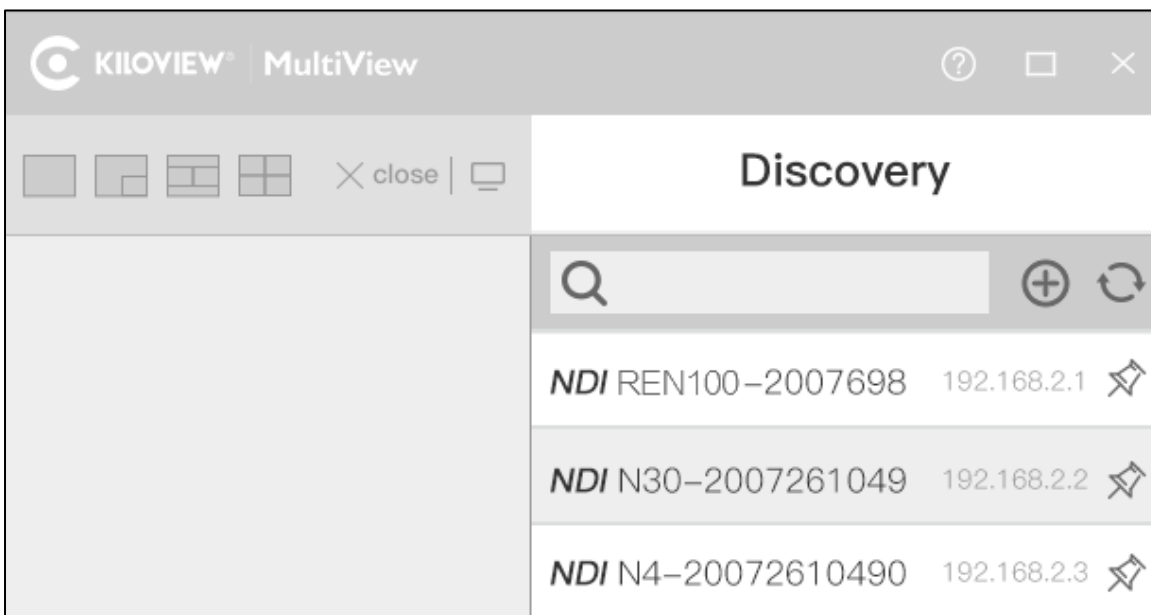 KILOVIEW® MultiView
close
Discovery
NDI REN100-2007698 192.168.2.1
NDI N30-2007261049 192.168.2.2
NDI N4-20072610490 192.168.2.3